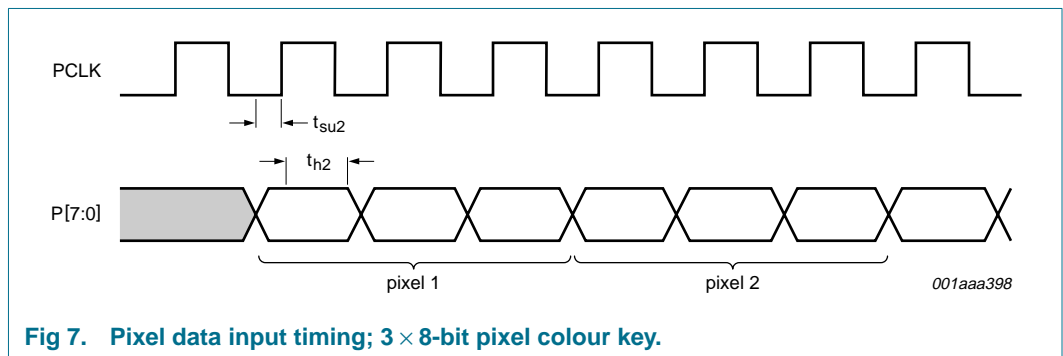 PCLK
tsu2
th2
P[7:0]
pixel 1
pixel 2
001aaa398
Fig 7. Pixel data input timing; 3 × 8-bit pixel colour key.